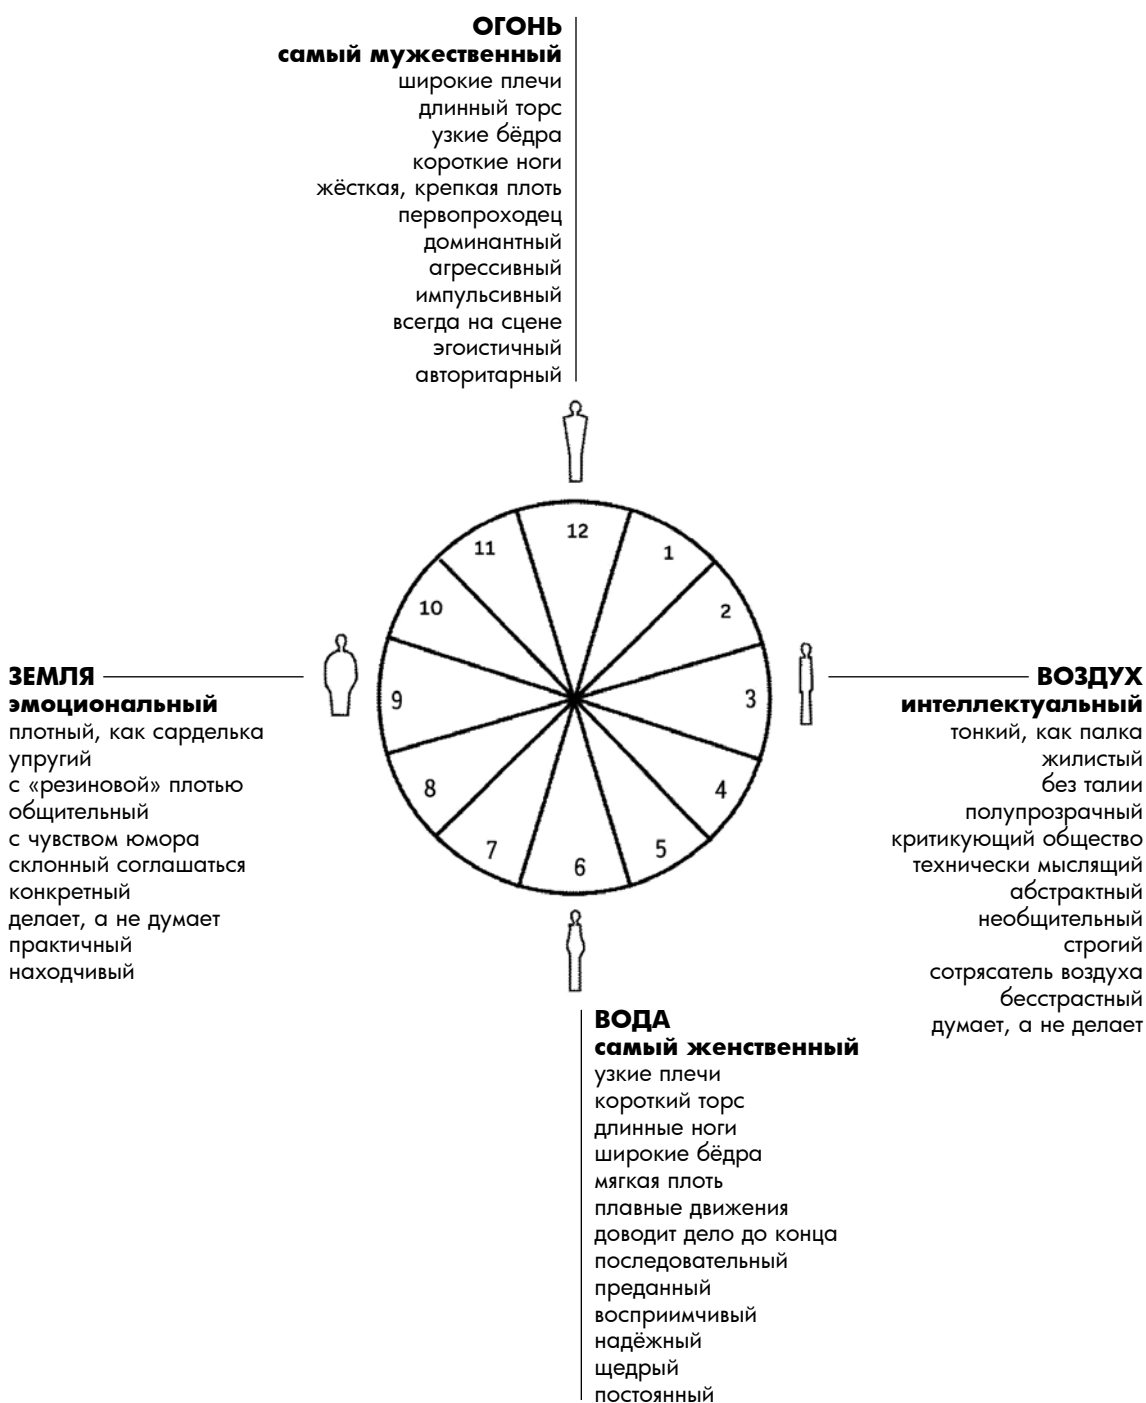 ОГОНЬ
самый мужественный
широкие плечи
длинный торс
узкие бёдра
короткие ноги
жёсткая, крепкая плоть
первопроходец
доминантный
агрессивный
импульсивный
всегда на сцене
эгоистичный
авторитарный
12
1
2
3
4
5
6
7
8
9
10
11
ЗЕМЛЯ
эмоциональный
плотный, как сарделька
упругий
с «резиновой» плотью
общительный
с чувством юмора
склонный соглашаться
конкретный
делает, а не думает
практичный
находчивый
ВОЗДУХ
интеллектуальный
тонкий, как палка
жилистый
без талии
полупрозрачный
критикующий общество
технически мыслящий
абстрактный
необщительный
строгий
сотрясатель воздуха
бесстрастный
думает, а не делает
ВОДА
самый женственный
узкие плечи
короткий торс
длинные ноги
широкие бёдра
мягкая плоть
плавные движения
доводит дело до конца
последовательный
преданный
восприимчивый
надёжный
щедрый
постоянный